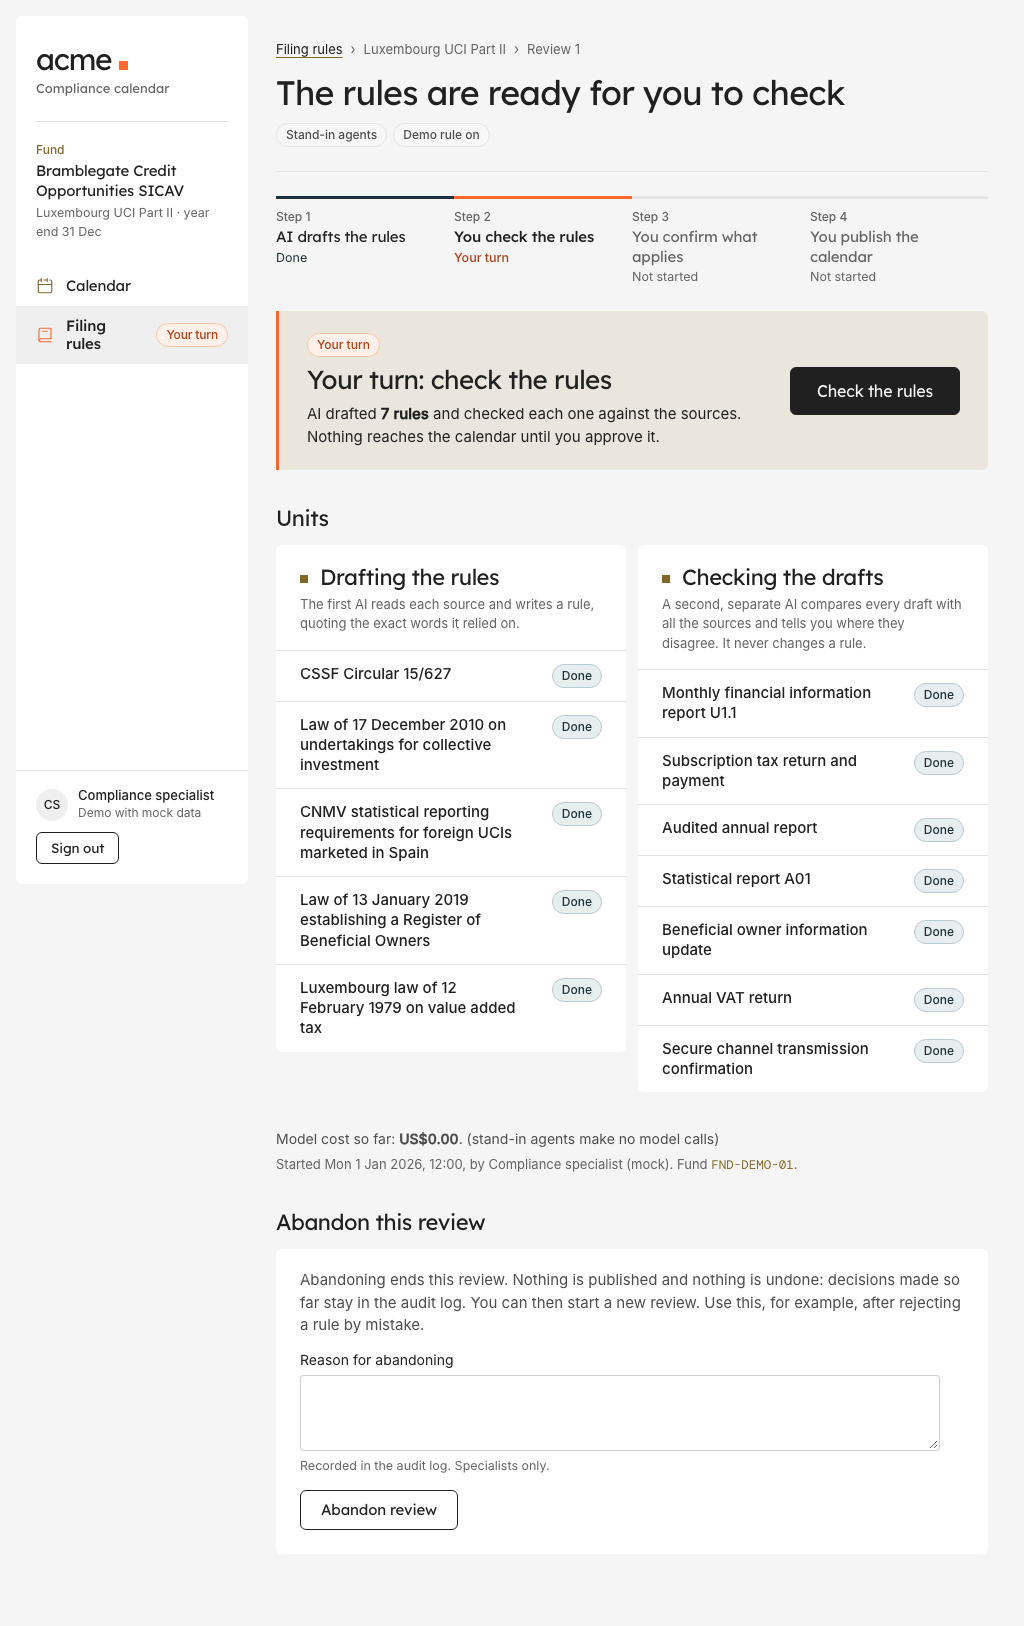 acme
Compliance calendar
Fund
Bramblegate Credit
Opportunities SICAV
Luxembourg UCI Part II · year
end 31 Dec
Calendar
Filing
rules
Your turn
Compliance specialist
CS
Demo with mock data
Sign out
Filing rules › Luxembourg UCI Part II › Review 1
The rules are ready for you to check
Stand-in agents
Demo rule on
Step 1
AI drafts the rules
Done
Step 2
You check the rules
Your turn
Step 3
You confirm what
applies
Not started
Step 4
You publish the
calendar
Not started
Your turn
Your turn: check the rules
AI drafted 7 rules and checked each one against the sources.
Nothing reaches the calendar until you approve it.
Check the rules
Units
Drafting the rules
The first AI reads each source and writes a rule,
quoting the exact words it relied on.
CSSF Circular 15/627
Done
Law of 17 December 2010 on
undertakings for collective
investment
Done
CNMV statistical reporting
requirements for foreign UCIs
marketed in Spain
Done
Law of 13 January 2019
establishing a Register of
Beneficial Owners
Done
Luxembourg law of 12
February 1979 on value added
tax
Done
Checking the drafts
A second, separate AI compares every draft with
all the sources and tells you where they
disagree. It never changes a rule.
Monthly financial information
report U1.1
Done
Subscription tax return and
payment
Done
Audited annual report
Done
Statistical report A01
Done
Beneficial owner information
update
Done
Annual VAT return
Done
Secure channel transmission
confirmation
Done
Model cost so far: US$0.00. (stand-in agents make no model calls)
Started Mon 1 Jan 2026, 12:00, by Compliance specialist (mock). Fund FND-DEMO-01.
Abandon this review
Abandoning ends this review. Nothing is published and nothing is undone: decisions made so
far stay in the audit log. You can then start a new review. Use this, for example, after rejecting
a rule by mistake.
Reason for abandoning
Recorded in the audit log. Specialists only.
Abandon review